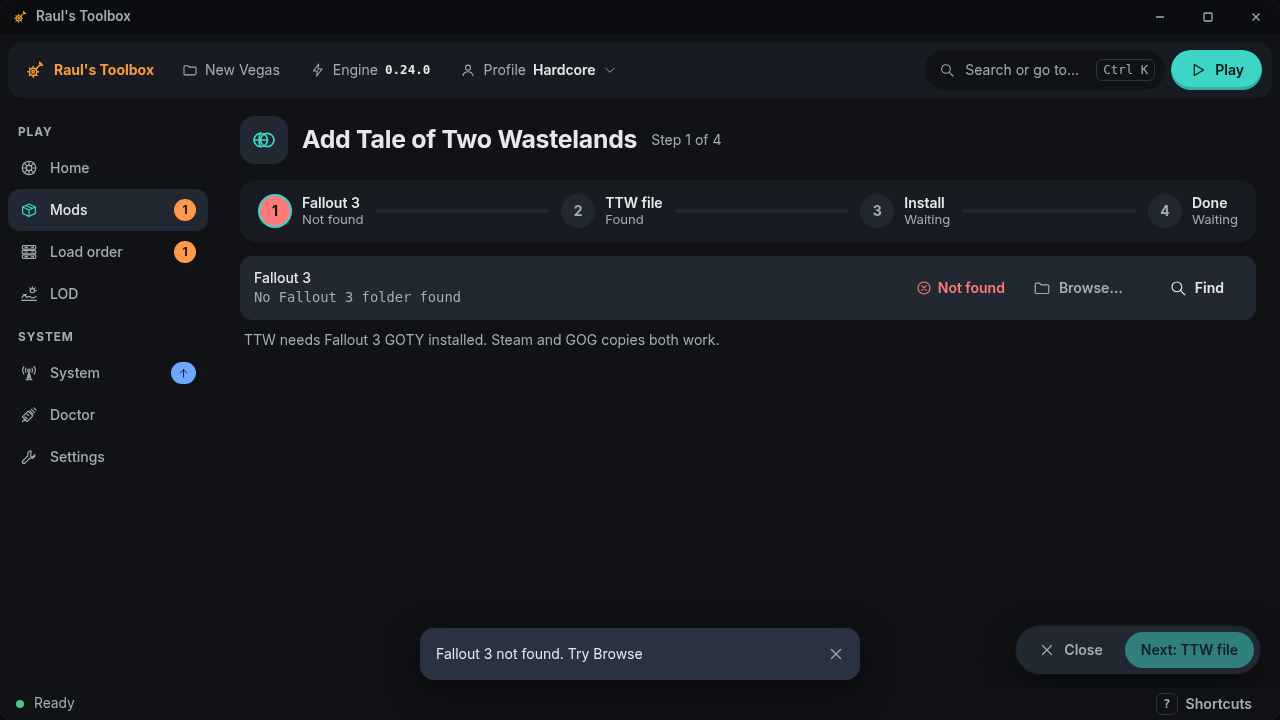 Raul's Toolbox
Raul's Toolbox
New Vegas
Engine 0.24.0
Profile Hardcore
Search or go to...
Ctrl K
Play
PLAY
Home
Mods
1
Load order
1
LOD
SYSTEM
System
Doctor
Settings
Add Tale of Two Wastelands
Step 1 of 4
1
Fallout 3
Not found
2
TTW file
Found
3
Install
Waiting
4
Done
Waiting
Fallout 3
No Fallout 3 folder found
Not found
Browse...
Find
TTW needs Fallout 3 GOTY installed. Steam and GOG copies both work.
Fallout 3 not found. Try Browse
Close
Next: TTW file
Ready
? Shortcuts